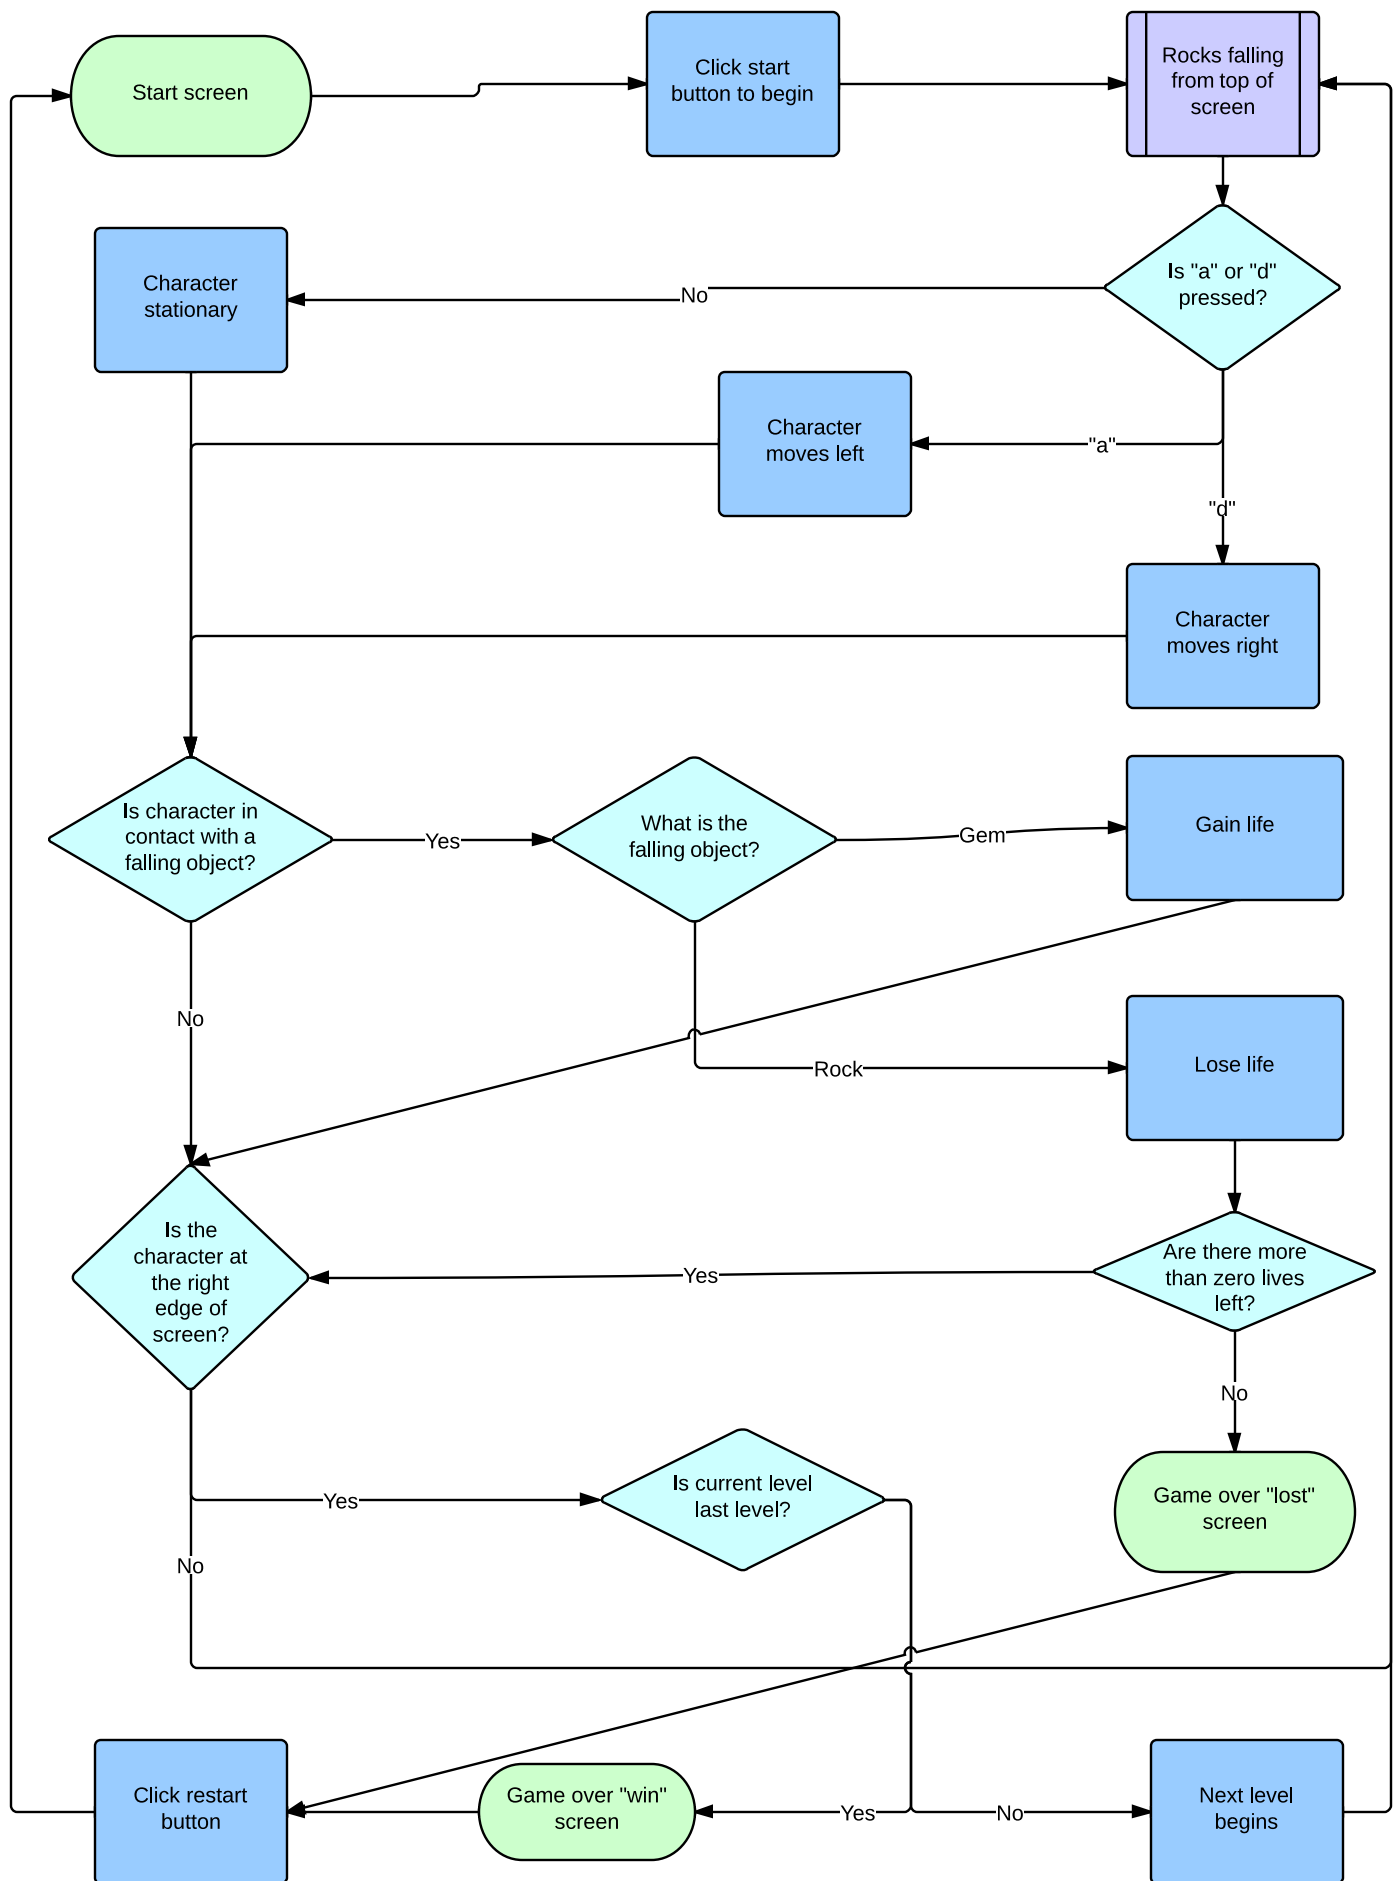 Start screen
Click start
button to begin
Rocks falling
from top of
screen
Is "a" or "d"
pressed?
No
Character
stationary
Character
moves left
"a"
"d"
Character
moves right
Is character in
contact with a
falling object?
Yes
What is the
falling object?
Gem
Gain life
No
Rock
Lose life
Is the
character at
the right
edge of
screen?
Yes
Are there more
than zero lives
left?
No
Yes
Is current level
last level?
Game over "lost"
screen
No
Click restart
button
Game over "win"
screen
Yes
No
Next level
begins